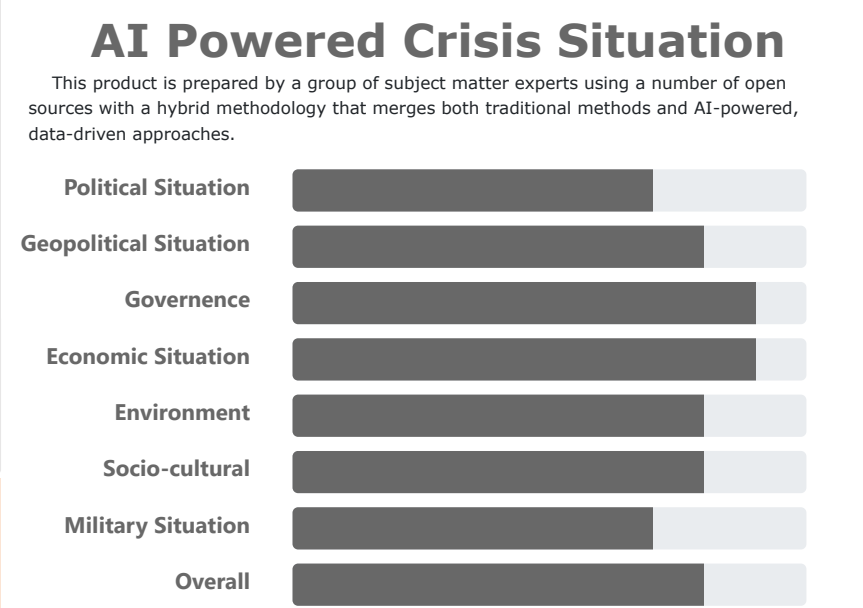 AI Powered Crisis Situation
This product is prepared by a group of subject matter experts using a number of open
sources with a hybrid methodology that merges both traditional methods and AI-powered,
data-driven approaches.
Political Situation
Geopolitical Situation
Governence
Economic Situation
Environment
Socio-cultural
Military Situation
Overall